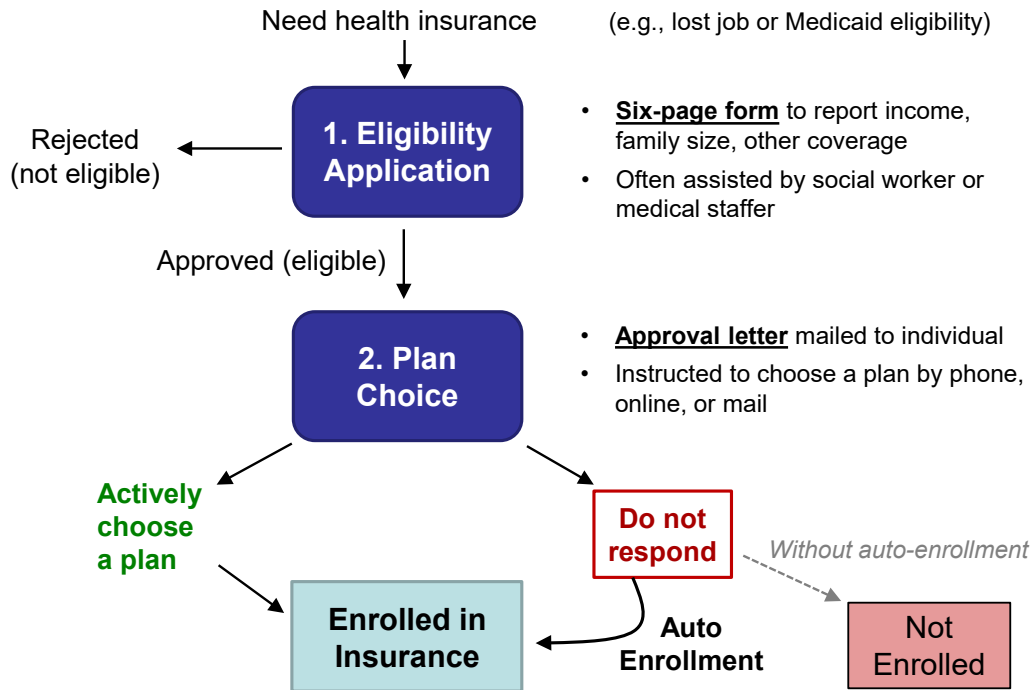 Need health insurance
(e.g., lost job or Medicaid eligibility)
1. Eligibility
Application
Rejected
(not eligible)
• Six-page form to report income,
family size, other coverage
• Often assisted by social worker or
medical staffer
Approved (eligible)
2. Plan
Choice
• Approval letter mailed to individual
• Instructed to choose a plan by phone,
online, or mail
Actively
choose
a plan
Do not
respond
Without auto-enrollment
Enrolled in
Insurance
Auto
Enrollment
Not
Enrolled